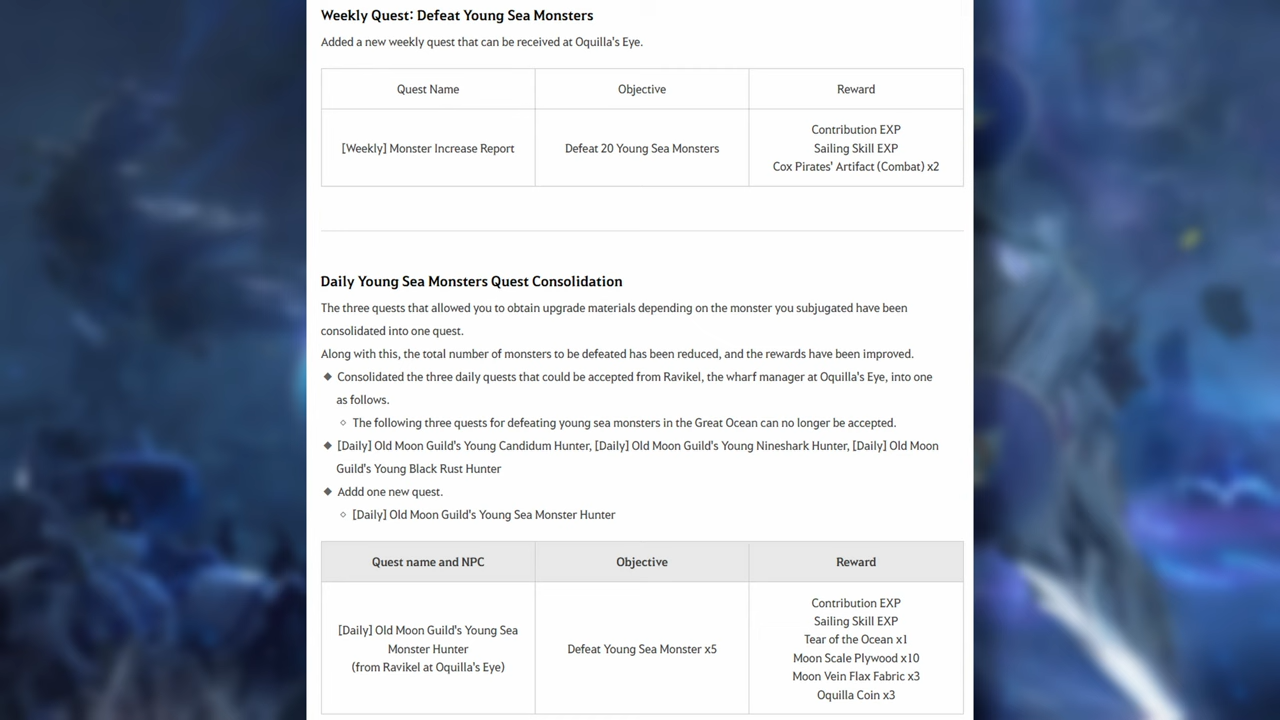 Weekly Quest: Defeat Young Sea Monsters
Added a new weekly quest that can be received at Oquilla's Eye.
Quest Name
Objective
Reward
[Weekly] Monster Increase Report
Defeat 20 Young Sea Monsters
Contribution EXP
Sailing Skill EXP
Cox Pirates' Artifact (Combat) x2
Daily Young Sea Monsters Quest Consolidation
The three quests that allowed you to obtain upgrade materials depending on the monster you subjugated have been
consolidated into one quest.
Along with this, the total number of monsters to be defeated has been reduced, and the rewards have been improved.
◆ Consolidated the three daily quests that could be accepted from Ravikel, the wharf manager at Oquilla's Eye, into one
as follows.
◇ The following three quests for defeating young sea monsters in the Great Ocean can no longer be accepted.
◆ [Daily] Old Moon Guild's Young Candidum Hunter, [Daily] Old Moon Guild's Young Nineshark Hunter, [Daily] Old Moon
Guild's Young Black Rust Hunter
◆ Addd one new quest.
◇ [Daily] Old Moon Guild's Young Sea Monster Hunter
Quest name and NPC
Objective
Reward
[Daily] Old Moon Guild's Young Sea
Monster Hunter
(from Ravikel at Oquilla's Eye)
Defeat Young Sea Monster x5
Contribution EXP
Sailing Skill EXP
Tear of the Ocean x1
Moon Scale Plywood x10
Moon Vein Flax Fabric x3
Oquilla Coin x3